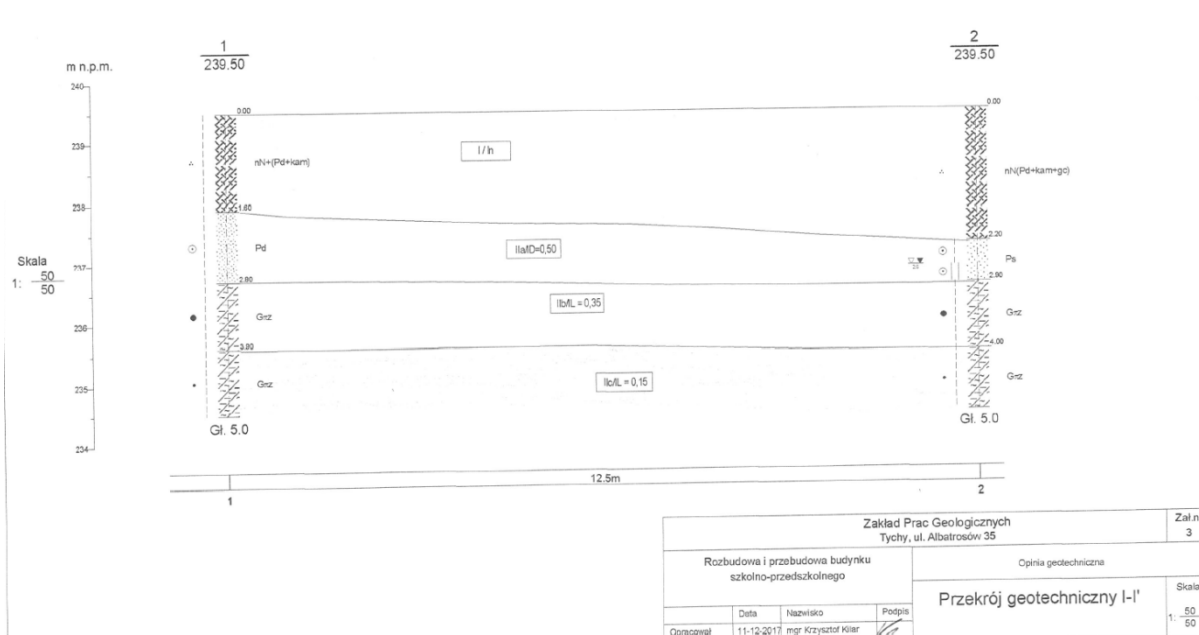 1
239.50
2
239.50
m n.p.m.
240
239
238
237
236
235
234
Skala
1: 50
50
0.00
nN+(Pd+kam)
1.60
Pd
2.80
Gπz
3.90
Gπz
Gł. 5.0
I / Ih
IIa/ID=0,50
IIb/IL = 0,35
IIc/IL = 0,15
0.00
nN(Pd+kam+gc)
2.20
Ps
2.90
Gπz
4.00
Gπz
Gł. 5.0
12.5m
1
2
Zakład Prac Geologicznych
Tychy, ul. Albatrosów 35
Zał.n
3
Rozbudowa i przebudowa budynku
szkolno-przedszkolnego
Opinia geotechniczna
Przekrój geotechniczny I-I'
Skala
1: 50
50
Data
Nazwisko
Podpis
Opracował
11-12-2017
mgr Krzysztof Kilar